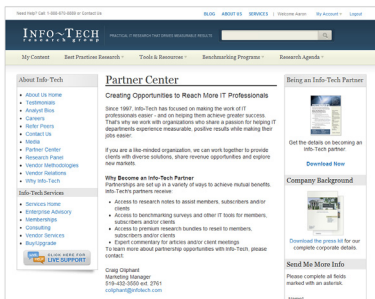 Need Help? Call: 1-888-670-8889 or Contact Us
BLOG ABOUT US SERVICES | Welcome Aaron My Account Logout
INFO~TECH
research group
PRACTICAL IT RESEARCH THAT DRIVES MEASURABLE RESULTS
My Content Best Practices Research Tools & Resources Benchmarking Programs Research Agenda
About Info-Tech
About Us Home
Testimonials
Analyst Bios
Careers
Refer Peers
Contact Us
Media
Partner Center
Research Panel
Vendor Methodologies
Vendor Relations
Why Info-Tech
Info-Tech Services
Services Home
Enterprise Advisory
Memberships
Consulting
Vendor Services
Buy/Upgrade
CLICK HERE FOR
LIVE SUPPORT
Partner Center
Creating Opportunities to Reach More IT Professionals
Since 1997, Info-Tech has focused on making the work of IT
professionals easier - and on helping them achieve greater success.
That's why we work with organizations who share a passion for helping IT
departments experience measurable, positive results while making their
jobs easier.
If you are a like-minded organization, we can work together to provide
clients with diverse solutions, share revenue opportunities and explore
new markets.
Why Become an Info-Tech Partner
Partnerships are set up in a variety of ways to achieve mutual benefits.
Info-Tech's partners receive:
Access to research notes to assist members, subscribers and/or
clients
Access to benchmarking surveys and other IT tools for members,
subscribers and/or clients
Access to premium research bundles to resell to members,
subscribers and/or clients
Expert commentary for articles and/or client meetings
To learn more about partnership opportunities with Info-Tech, please
contact:
Craig Oliphant
Marketing Manager
519-432-3550 ext. 2761
coliphant@infotech.com
Being an Info-Tech Partner
Get the details on becoming an
Info-Tech partner.
Download Now
Company Background
Download the press kit for our
complete corporate details.
Send Me More Info
Please complete all fields
marked with an asterisk.